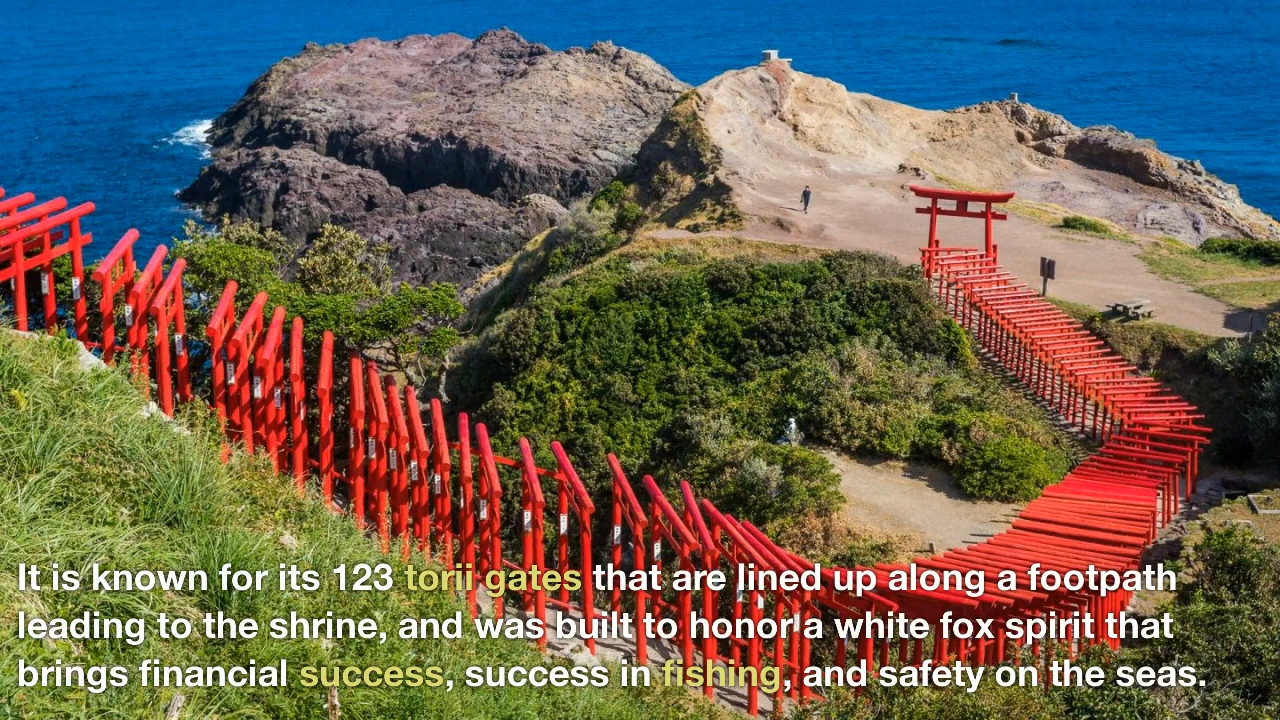 It is known for its 123 torii gates that are lined up along a footpath
leading to the shrine, and was built to honor a white fox spirit that
brings financial success, success in fishing, and safety on the seas.